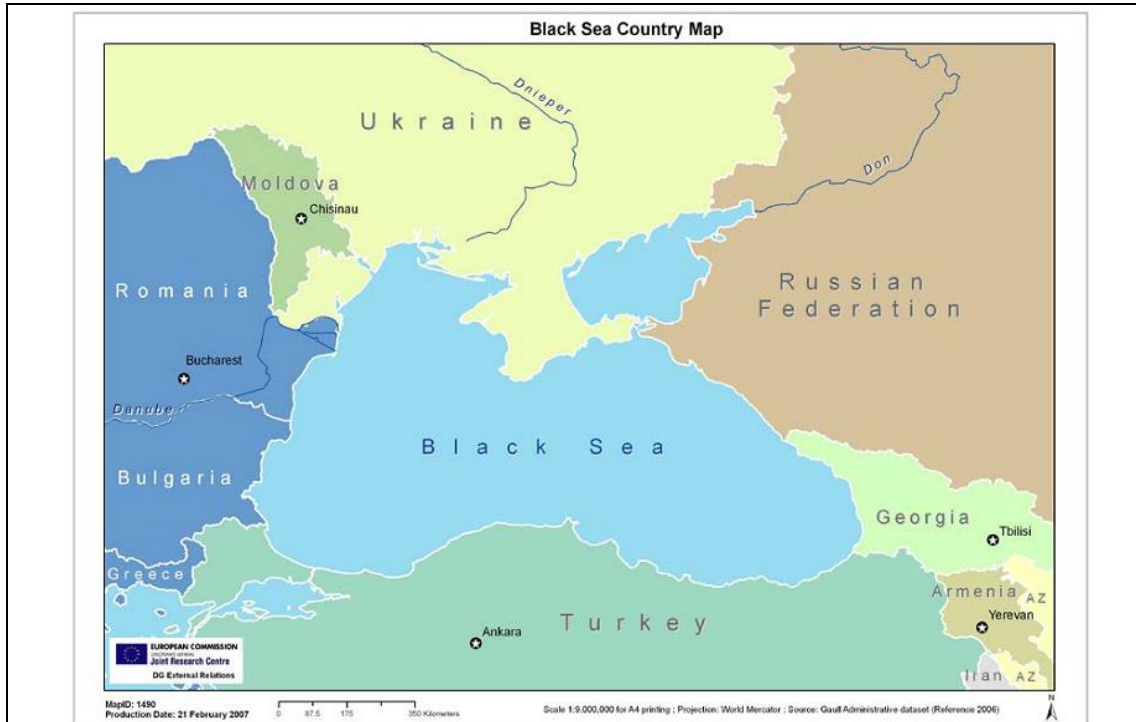 Black Sea Country Map
Dnieper
Ukraine
Moldova
Don
Chisinau
Russian
Federation
Romania
Bucharest
Danube
Black Sea
Bulgaria
Georgia
Tbilisi
Greece
Armenia
AZ
Turkey
Yerevan
Ankara
EUROPEAN COMMISSION
Joint Research Centre
DG External Relations
Iran
AZ
MapID: 1490
Production Date: 21 February 2007
0 87.5 175 350 Kilometers
Scale 1:9,000,000 for A4 printing ; Projection: World Mercator ; Source: Gaull Administrative dataset (Reference 2006)
N